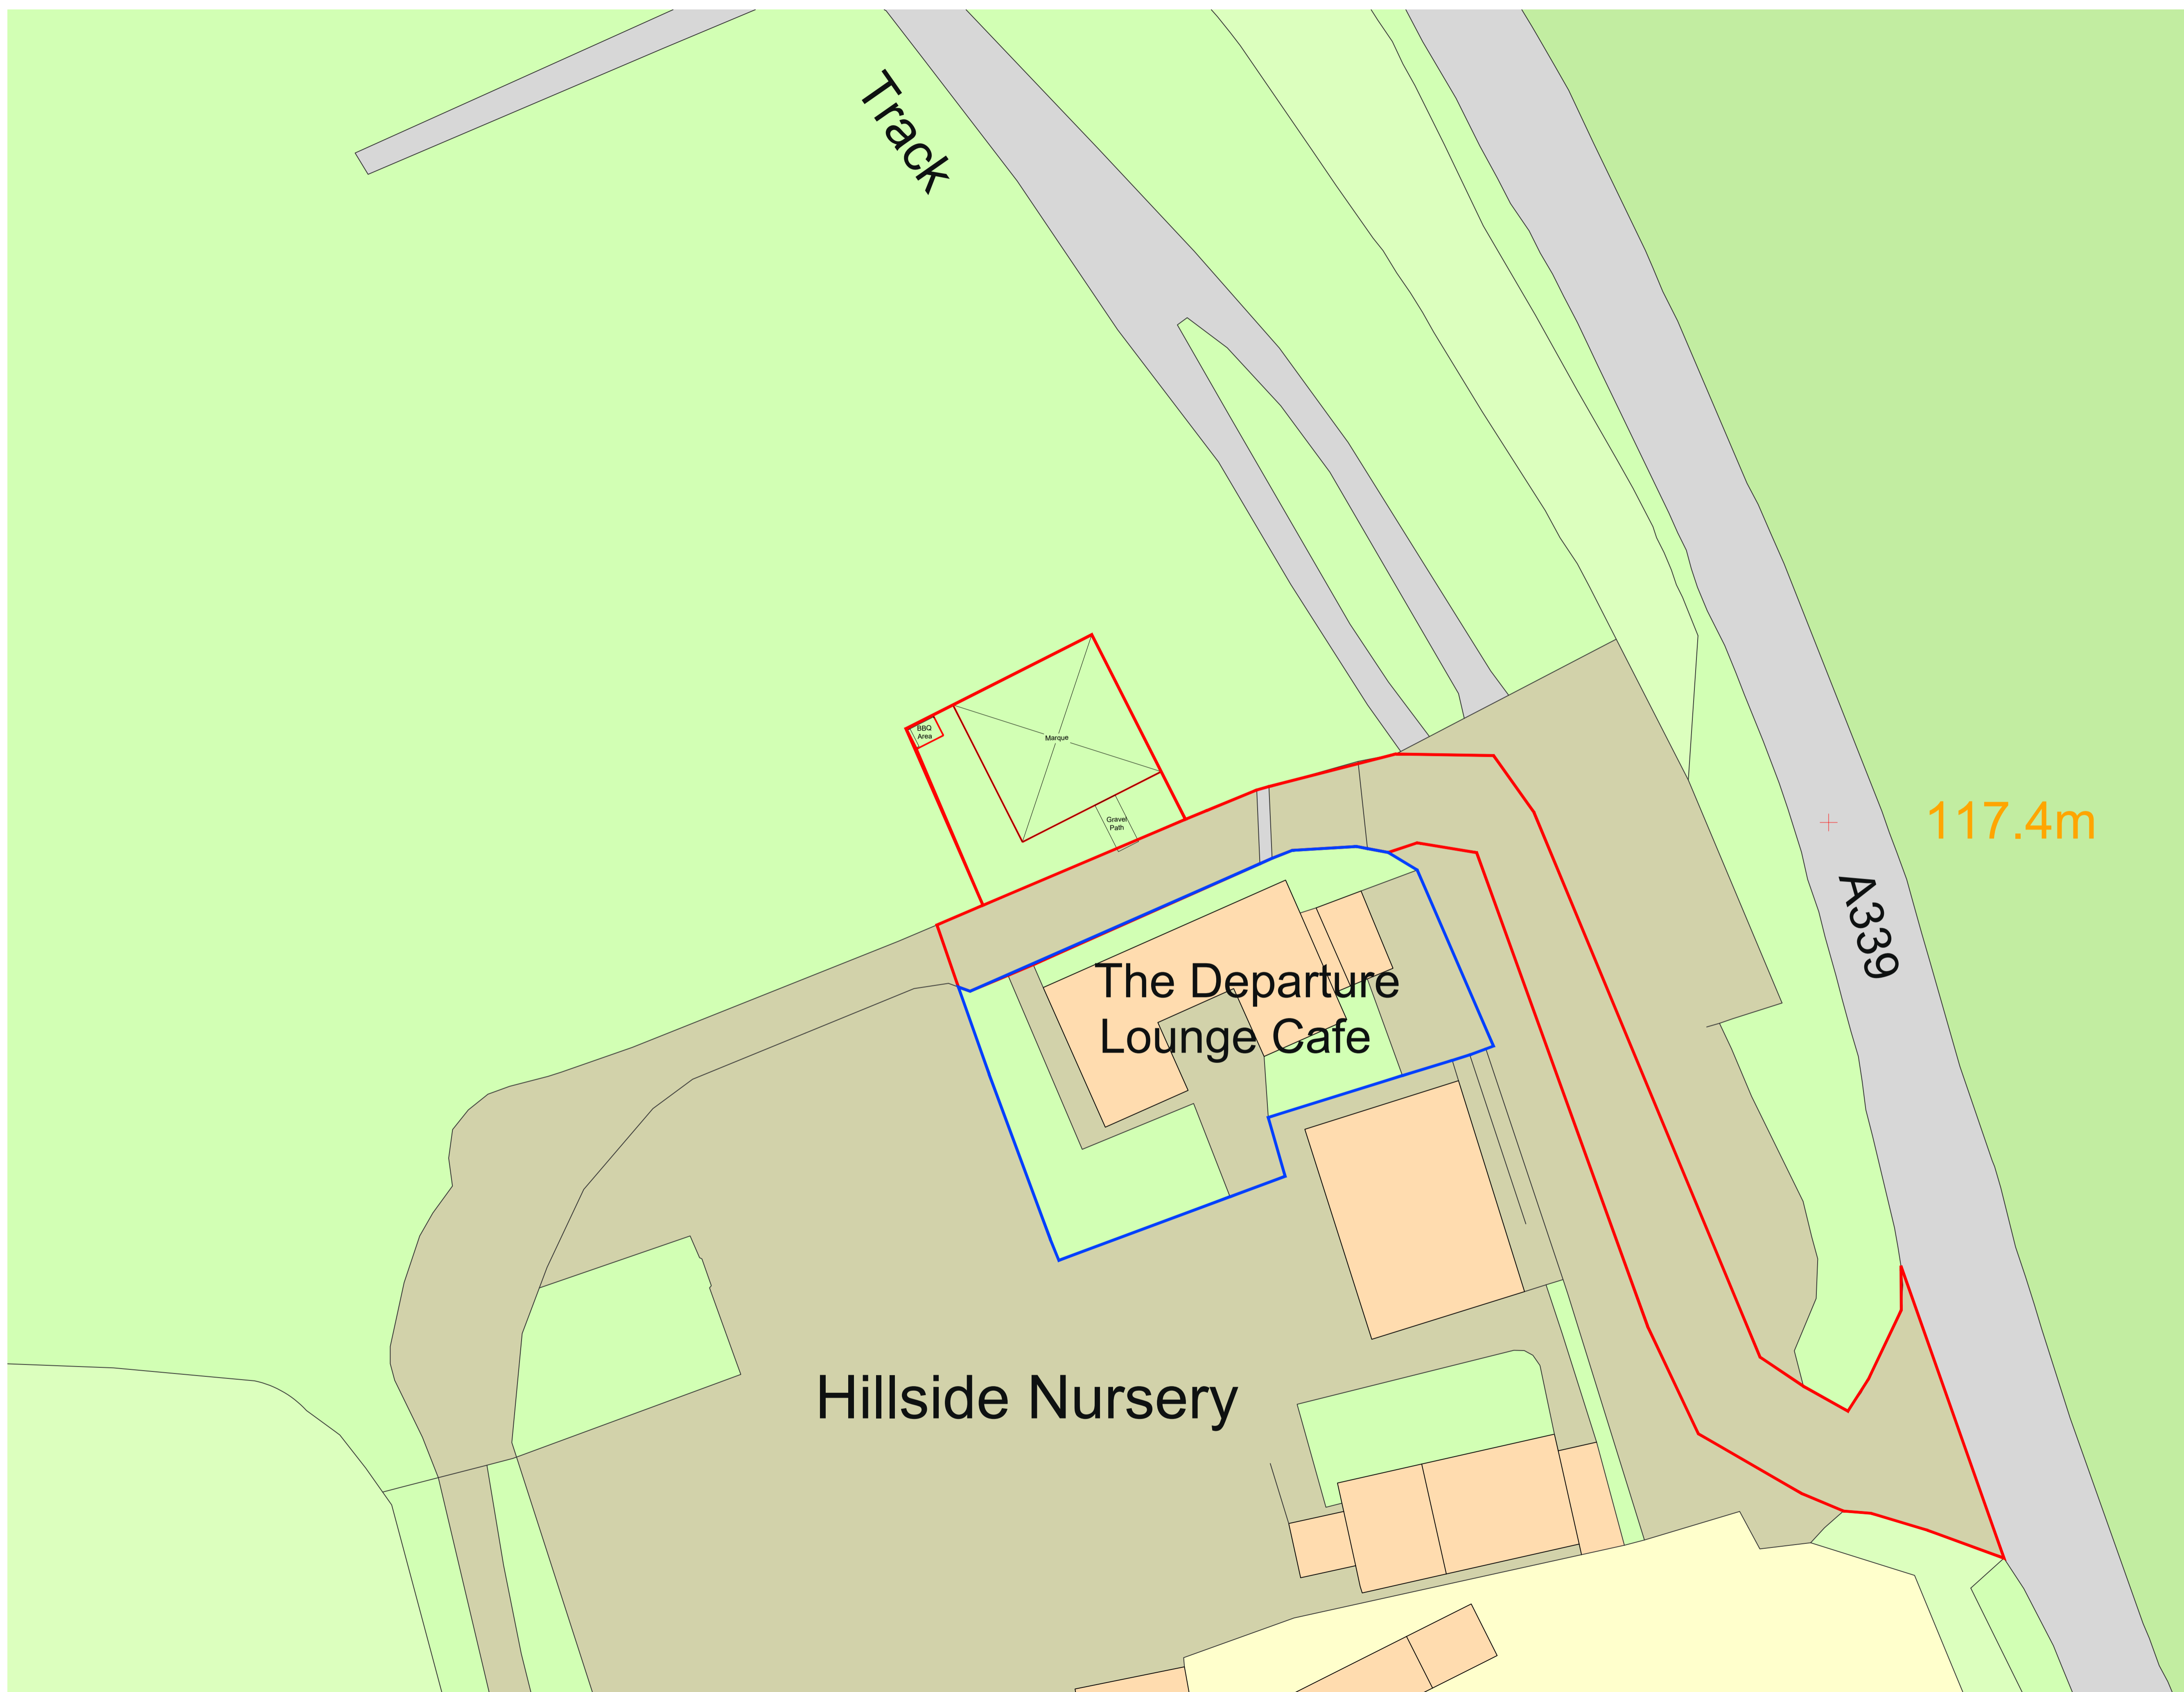 Track
BBQ
Area
Marque
Gravel
Path
117.4m
A339
The Departure
Lounge Cafe
Hillside Nursery